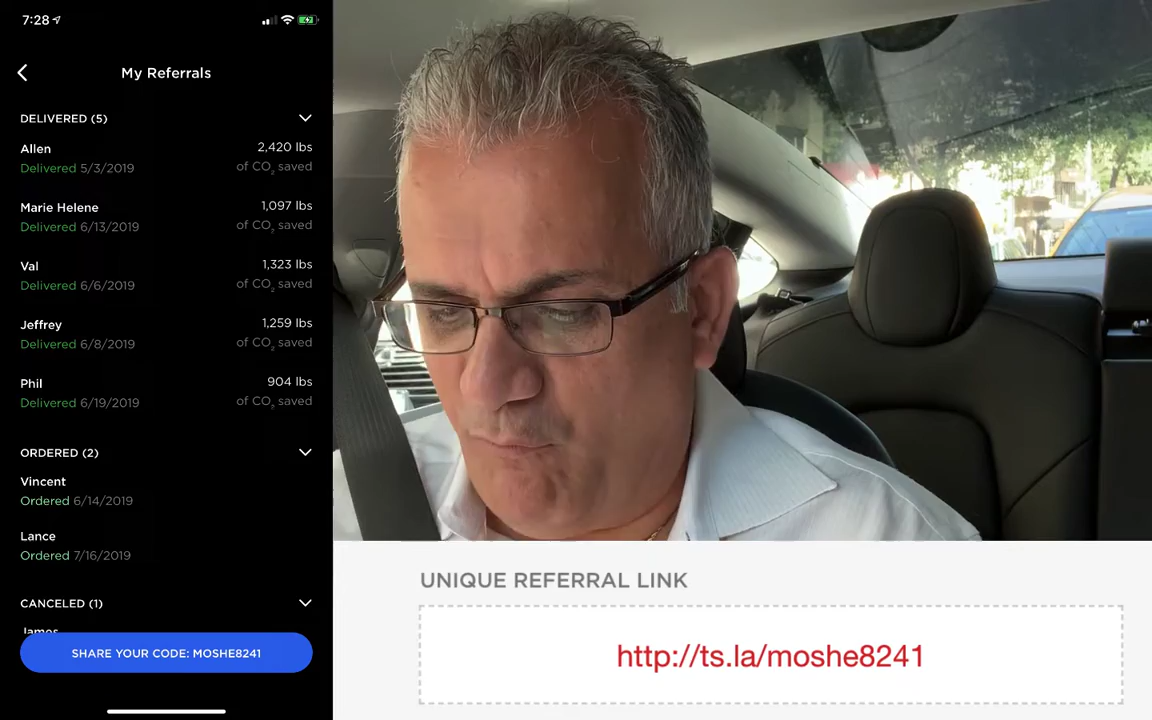 7:28
My Referrals
DELIVERED (5)
Allen
2,420 lbs
Delivered 5/3/2019
of CO2 saved
Marie Helene
1,097 lbs
Delivered 6/13/2019
of CO2 saved
Val
1,323 lbs
Delivered 6/6/2019
of CO2 saved
Jeffrey
1,259 lbs
Delivered 6/8/2019
of CO2 saved
Phil
904 lbs
Delivered 6/19/2019
of CO2 saved
ORDERED (2)
Vincent
Ordered 6/14/2019
Lance
Ordered 7/16/2019
CANCELED (1)
James
SHARE YOUR CODE: MOSHE8241
UNIQUE REFERRAL LINK
http://ts.la/moshe8241